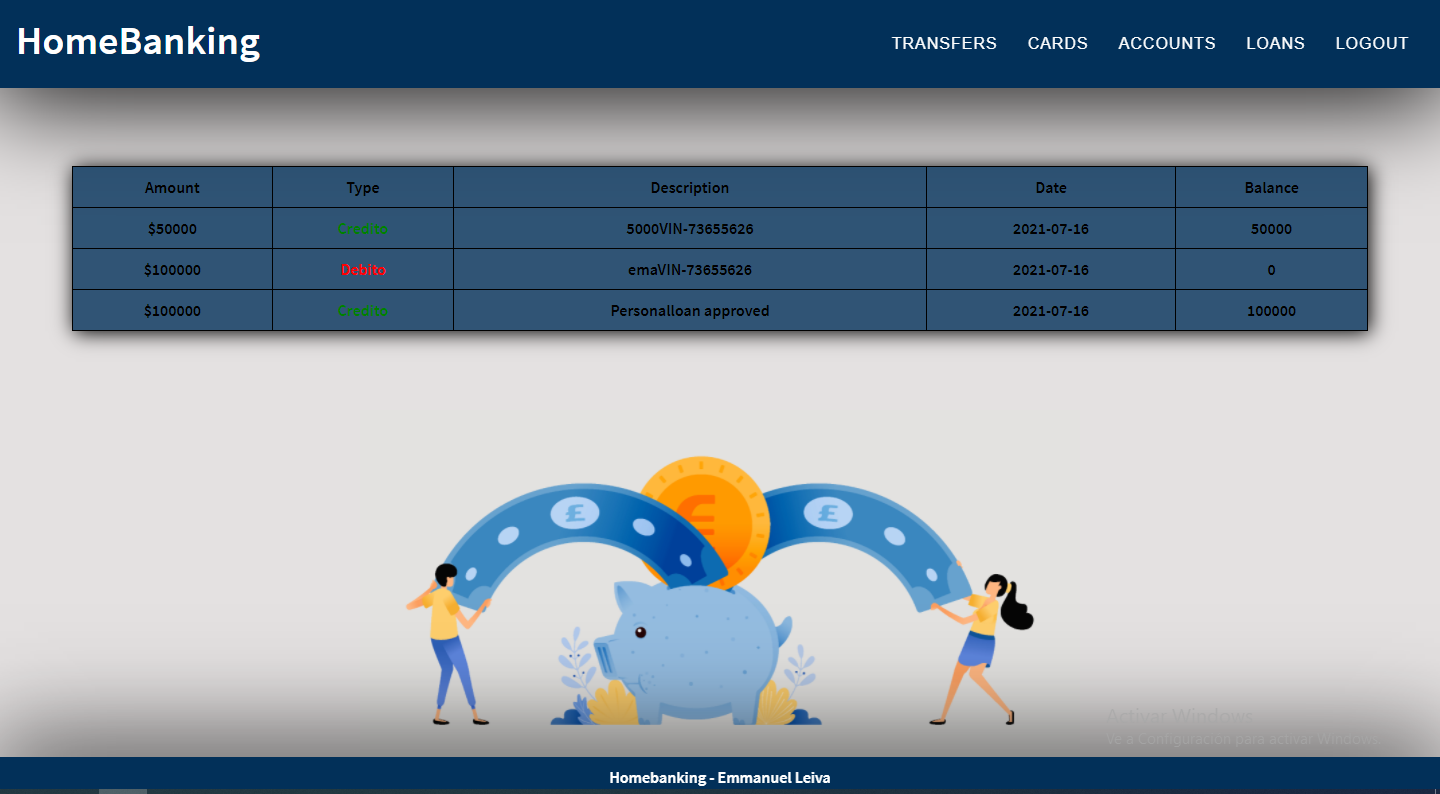 HomeBanking
TRANSFERS CARDS ACCOUNTS LOANS LOGOUT
Amount Type Description Date Balance
$50000 Credito 5000VIN-73655626 2021-07-16 50000
$100000 Debito emaVIN-73655626 2021-07-16 0
$100000 Credito Personalloan approved 2021-07-16 100000
£ £ £
Activar Windows
Ve a Configuración para activar Windows.
Homebanking - Emmanuel Leiva